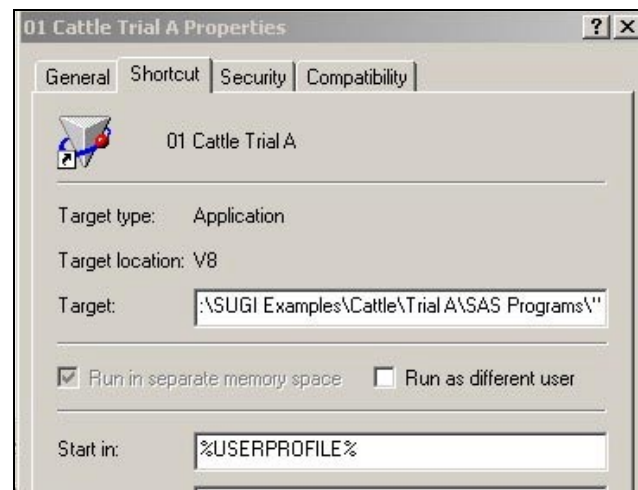 01 Cattle Trial A Properties
General Shortcut Security Compatibility
01 Cattle Trial A
Target type: Application
Target location: V8
Target: :\SUGI Examples\Cattle\Trial A\SAS Programs\"
Run in separate memory space Run as different user
Start in: %USERPROFILE%